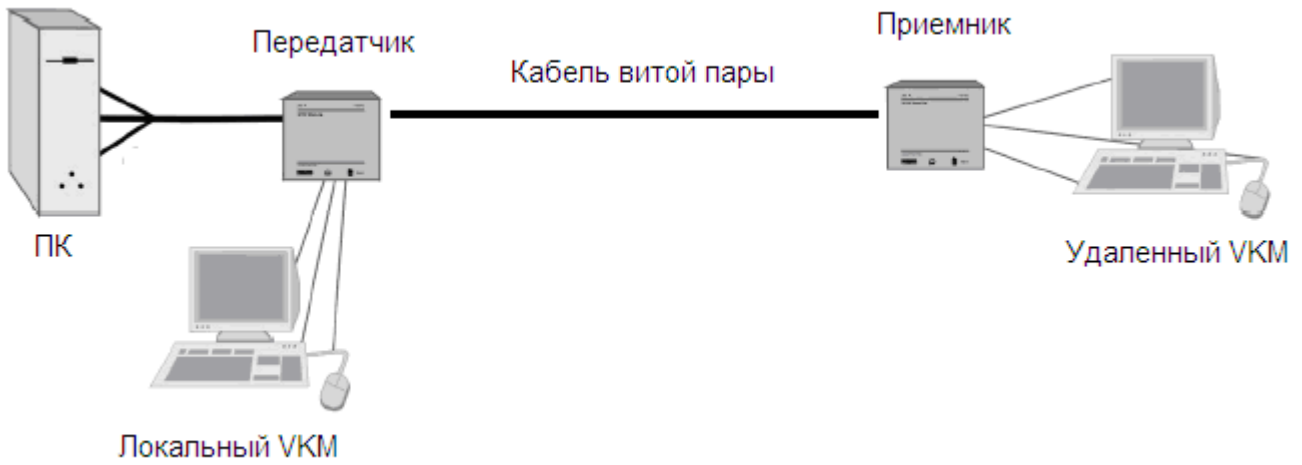 Передатчик
Приемник
Кабель витой пары
ПК
Удаленный VKM
Локальный VKM